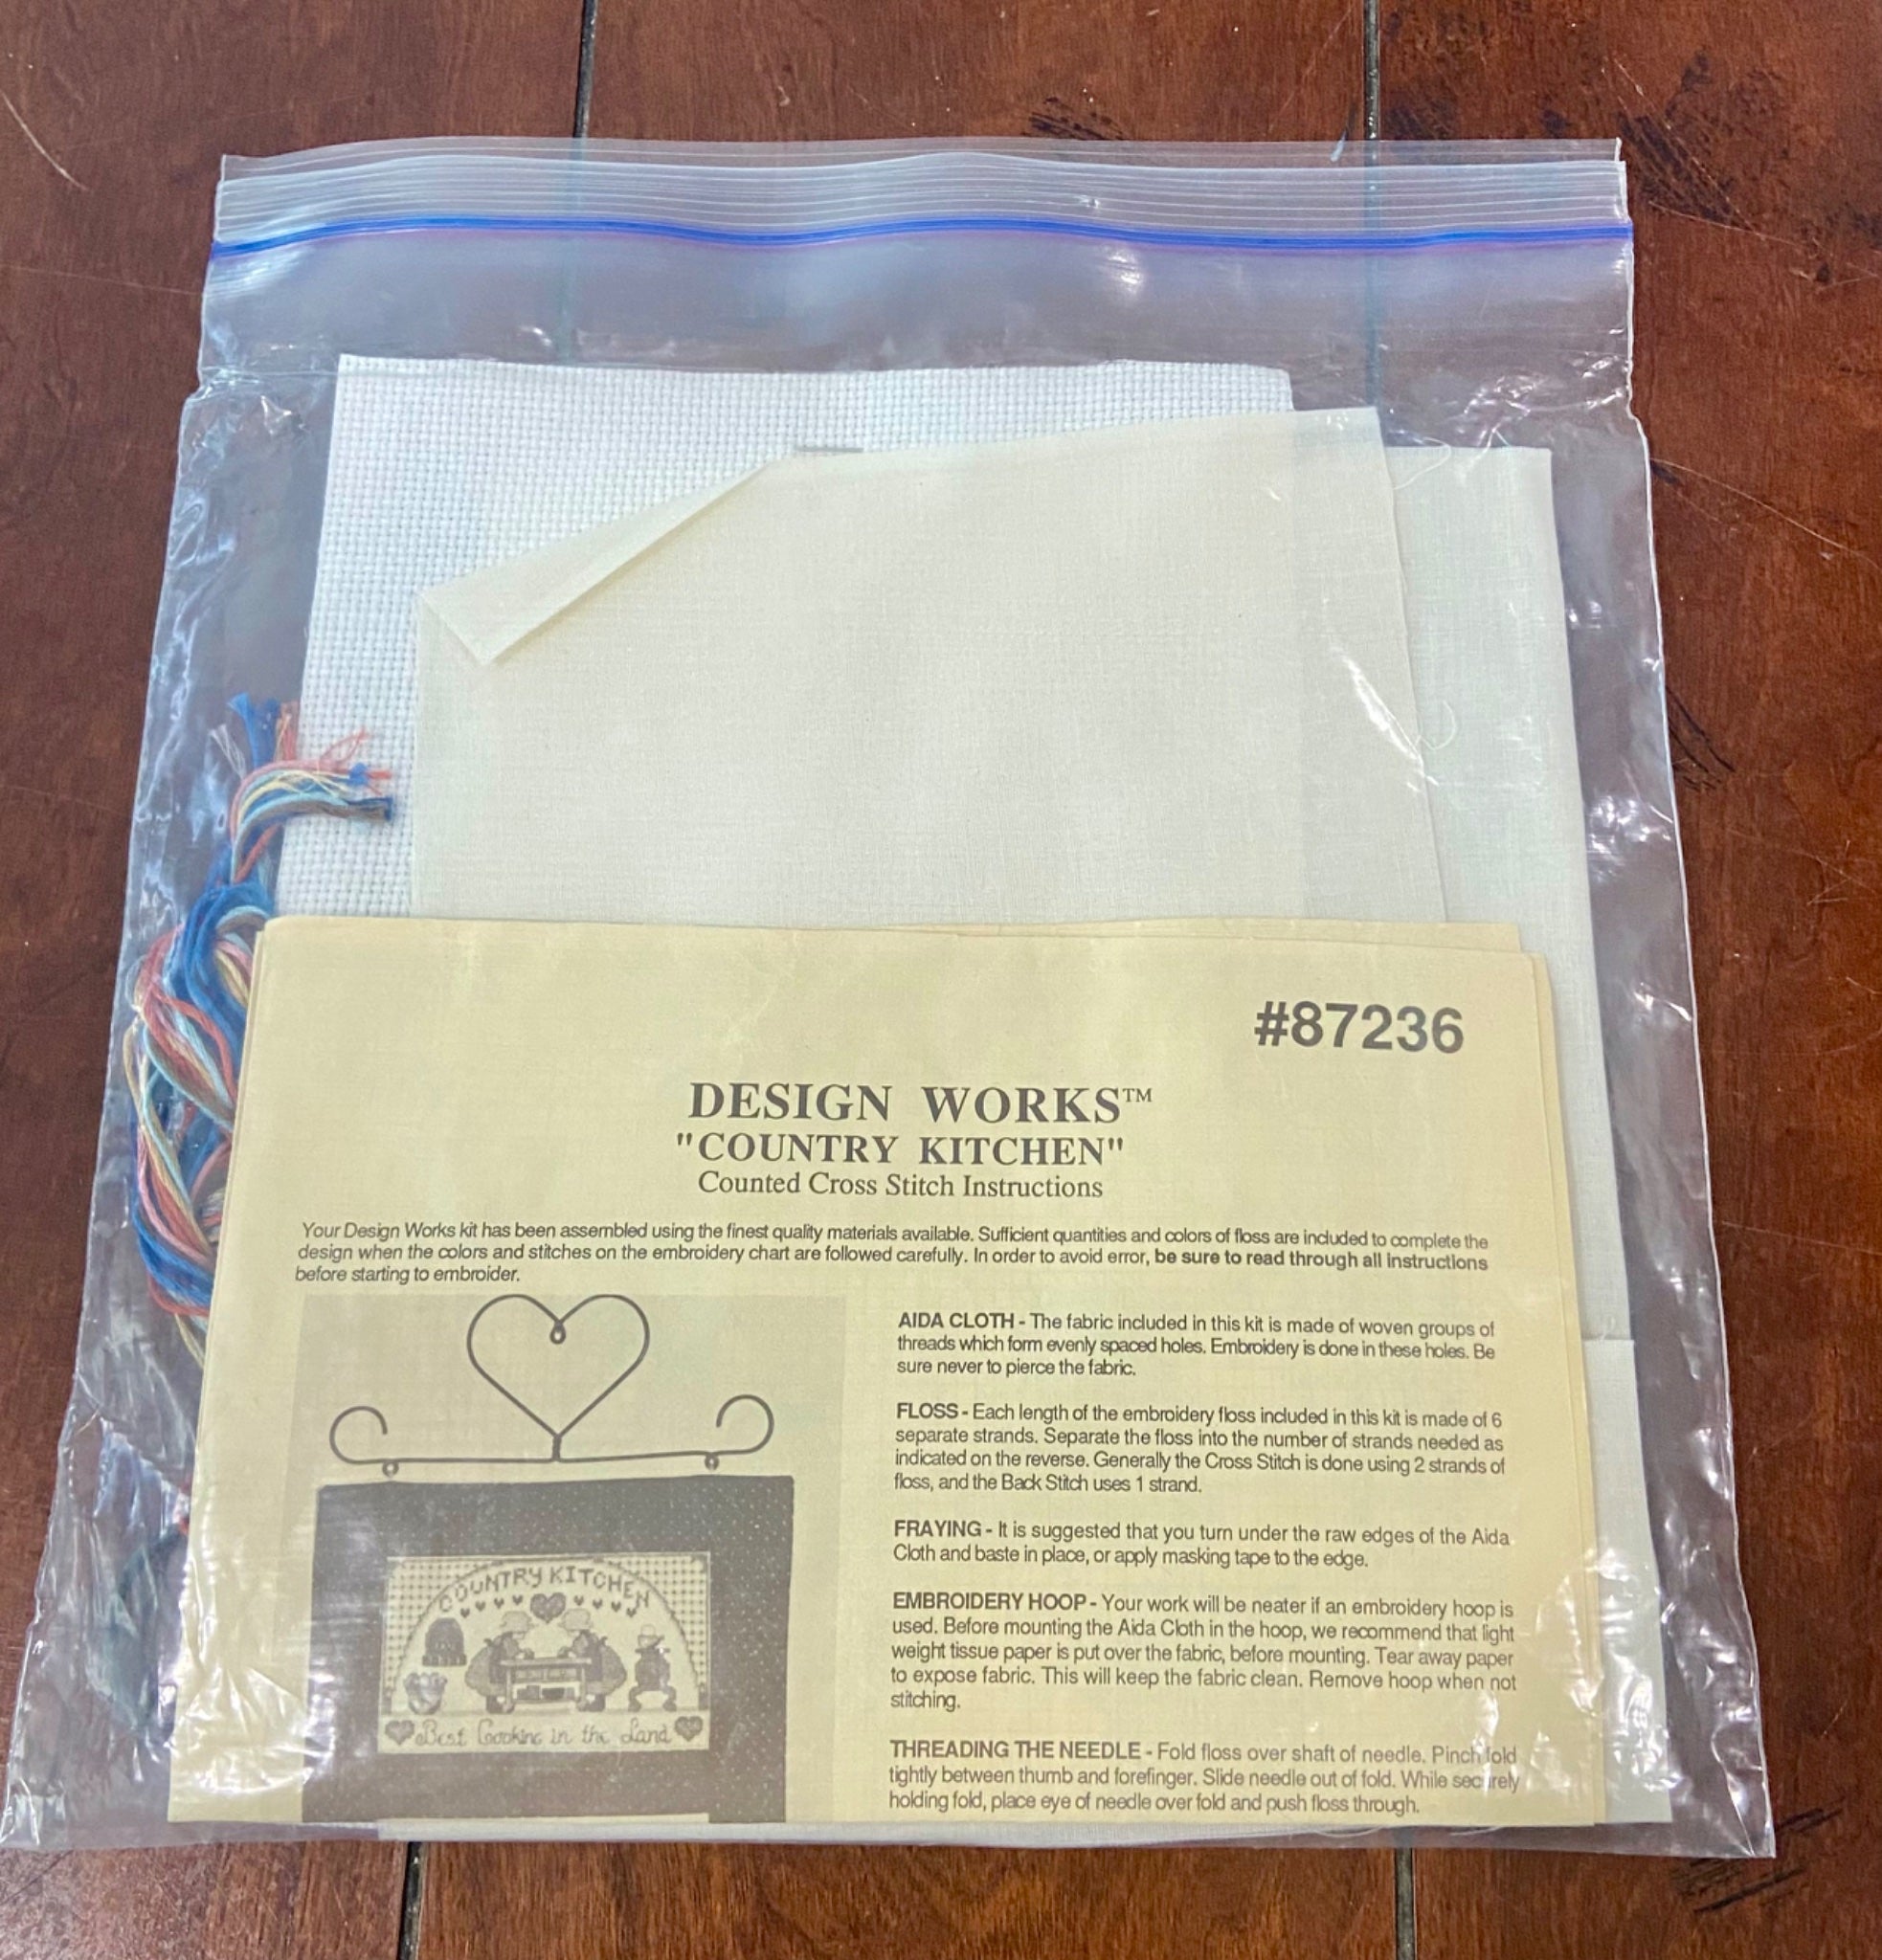 #87236
DESIGN WORKS™
"COUNTRY KITCHEN"
Counted Cross Stitch Instructions
Your Design Works kit has been assembled using the finest quality materials available. Sufficient quantities and colors of floss are included to complete the
design when the colors and stitches on the embroidery chart are followed carefully. In order to avoid error, be sure to read through all instructions
before starting to embroider.
COUNTRY KITCHEN
Best Cooking in the Land
AIDA CLOTH - The fabric included in this kit is made of woven groups of
threads which form evenly spaced holes. Embroidery is done in these holes. Be
sure never to pierce the fabric.
FLOSS - Each length of the embroidery floss included in this kit is made of 6
separate strands. Separate the floss into the number of strands needed as
indicated on the reverse. Generally the Cross Stitch is done using 2 strands of
floss, and the Back Stitch uses 1 strand.
FRAYING - It is suggested that you turn under the raw edges of the Aida
Cloth and baste in place, or apply masking tape to the edge.
EMBROIDERY HOOP - Your work will be neater if an embroidery hoop is
used. Before mounting the Aida Cloth in the hoop, we recommend that light
weight tissue paper is put over the fabric, before mounting. Tear away paper
to expose fabric. This will keep the fabric clean. Remove hoop when not
stitching.
THREADING THE NEEDLE - Fold floss over shaft of needle. Pinch fold
tightly between thumb and forefinger. Slide needle out of fold. While securely
holding fold, place eye of needle over fold and push floss through.